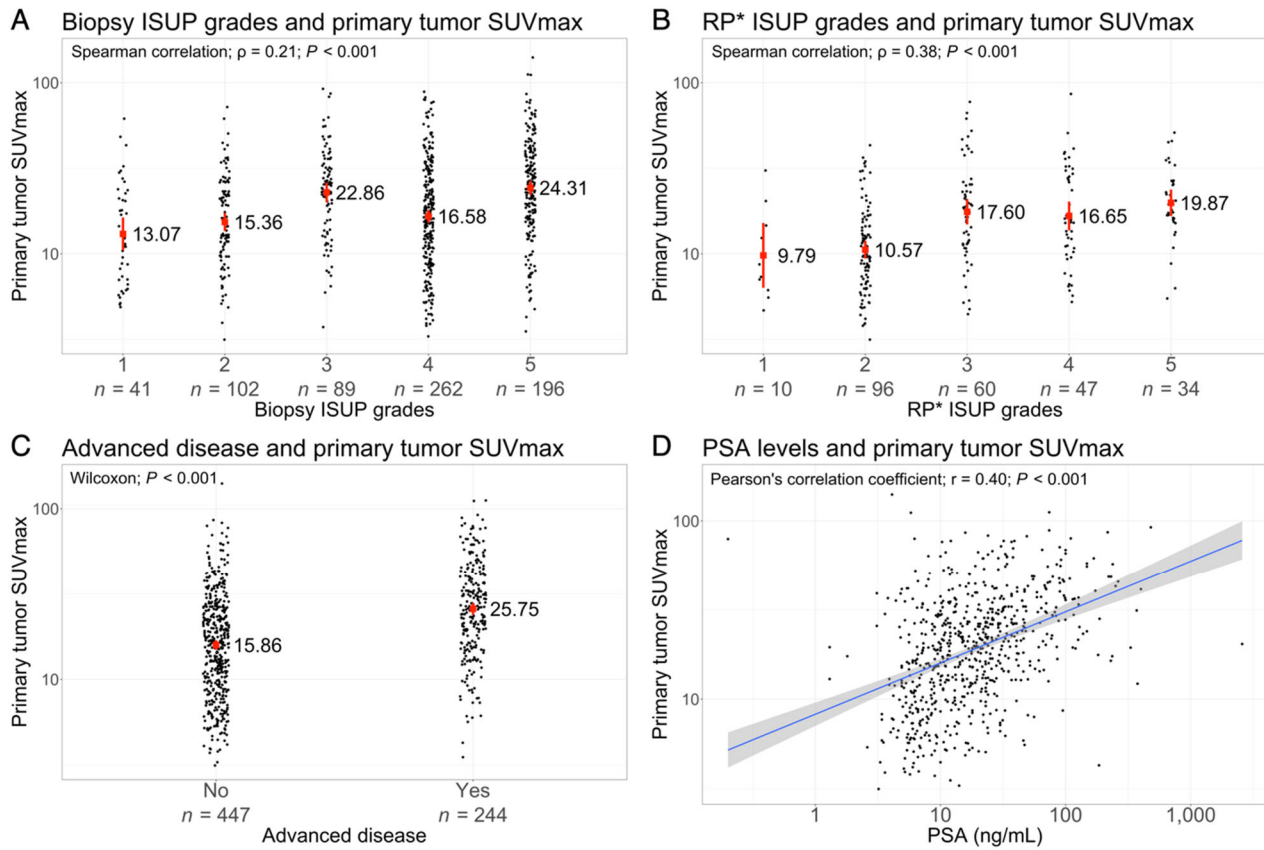 A Biopsy ISUP grades and primary tumor SUVmax
Spearman correlation; ρ = 0.21; P < 0.001
Primary tumor SUVmax
100
10
13.07
15.36
22.86
16.58
24.31
1 2 3 4 5
n = 41 n = 102 n = 89 n = 262 n = 196
Biopsy ISUP grades
B RP* ISUP grades and primary tumor SUVmax
Spearman correlation; ρ = 0.38; P < 0.001
Primary tumor SUVmax
100
10
9.79
10.57
17.60
16.65
19.87
1 2 3 4 5
n = 10 n = 96 n = 60 n = 47 n = 34
RP* ISUP grades
C Advanced disease and primary tumor SUVmax
Wilcoxon; P < 0.001
Primary tumor SUVmax
100
10
15.86
25.75
No Yes
n = 447 n = 244
Advanced disease
D PSA levels and primary tumor SUVmax
Pearson's correlation coefficient; r = 0.40; P < 0.001
Primary tumor SUVmax
100
10
1 10 100 1,000
PSA (ng/mL)